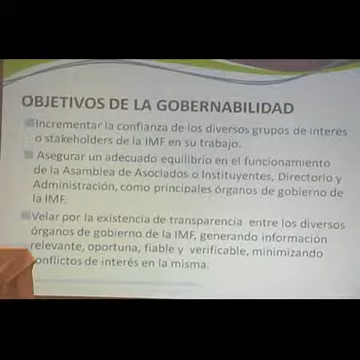 OBJETIVOS DE LA GOBERNABILIDAD
Incrementar la confianza de los diversos grupos de interés
o stakeholders de la IMF en su trabajo.
Asegurar un adecuado equilibrio en el funcionamiento
de la Asamblea de Asociados o Instituyentes, Directorio y
Administración, como principales órganos de gobierno de
la IMF.
Velar por la existencia de transparencia entre los diversos
órganos de gobierno de la IMF, generando información
relevante, oportuna, fiable y verificable, minimizando
conflictos de interés en la misma.